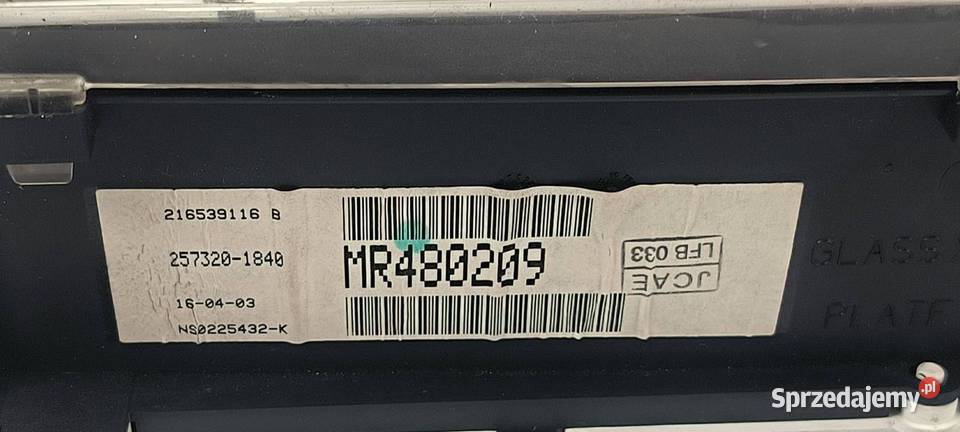 216539116 B
257320-1840
MR480209
16-04-03
NS0225432-K
LFB 033
JCAE
GLASS
PLATE
Sprzedajemy.pl